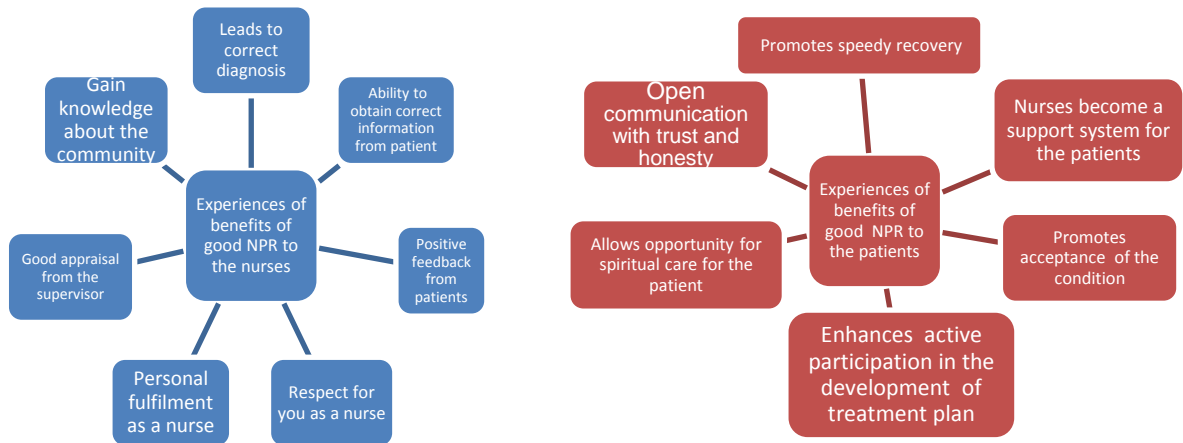 Leads to
correct
diagnosis
Gain
knowledge
about the
community
Ability to
obtain correct
information
from patient
Experiences of
benefits of
good NPR to
the nurses
Good appraisal
from the
supervisor
Positive
feedback
from
patients
Personal
fulfilment
as a nurse
Respect for
you as a nurse
Promotes speedy recovery
Open
communication
with trust and
honesty
Nurses become a
support system for
the patients
Experiences of
benefits of
good NPR to
the patients
Allows opportunity for
spiritual care for the
patient
Promotes
acceptance of the
condition
Enhances active
participation in the
development of
treatment plan